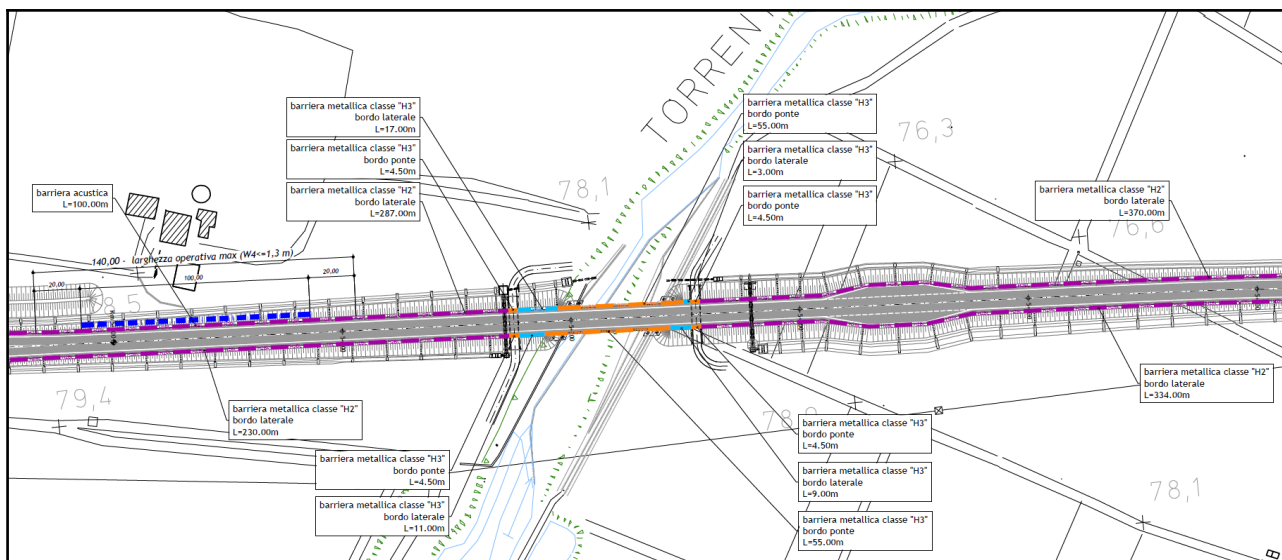 TORREN
barriera metallica classe "H3"
bordo laterale
L=17.00m
barriera metallica classe "H3"
bordo ponte
L=4.50m
barriera metallica classe "H2"
bordo laterale
L=287.00m
barriera acustica
L=100.00m
barriera metallica classe "H3"
bordo ponte
L=55.00m
barriera metallica classe "H3"
bordo laterale
L=3.00m
barriera metallica classe "H3"
bordo ponte
L=4.50m
barriera metallica classe "H2"
bordo laterale
L=370.00m
76,3
78,1
76,6
140,00 - larghezza operativa max (W4<=1,3 m)
20,00
100,00
20,00
8,5
79,4
barriera metallica classe "H2"
bordo laterale
L=230.00m
barriera metallica classe "H3"
bordo ponte
L=4.50m
barriera metallica classe "H3"
bordo laterale
L=11.00m
barriera metallica classe "H2"
bordo laterale
L=334.00m
barriera metallica classe "H3"
bordo ponte
L=4.50m
barriera metallica classe "H3"
bordo laterale
L=9.00m
barriera metallica classe "H3"
bordo ponte
L=55.00m
78,1